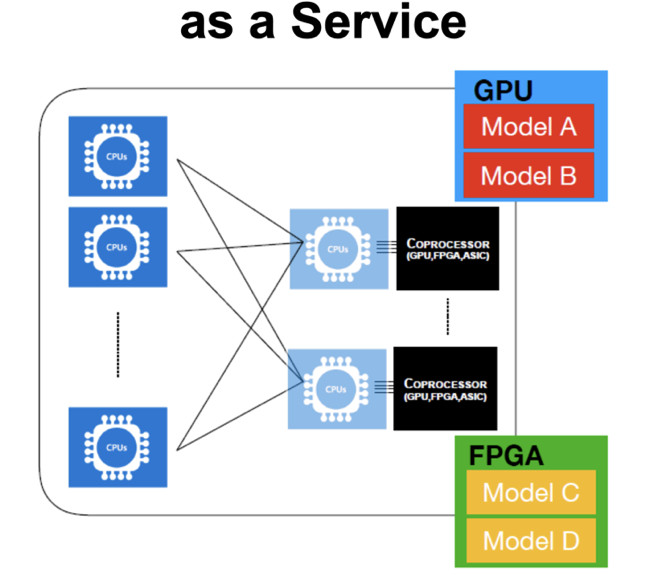 as a Service
GPU
Model A
Model B
CPUs
CPUs
CPUs
COPROCESSOR
(GPU,FPGA,ASIC)
CPUs
COPROCESSOR
(GPU,FPGA,ASIC)
CPUs
FPGA
Model C
Model D